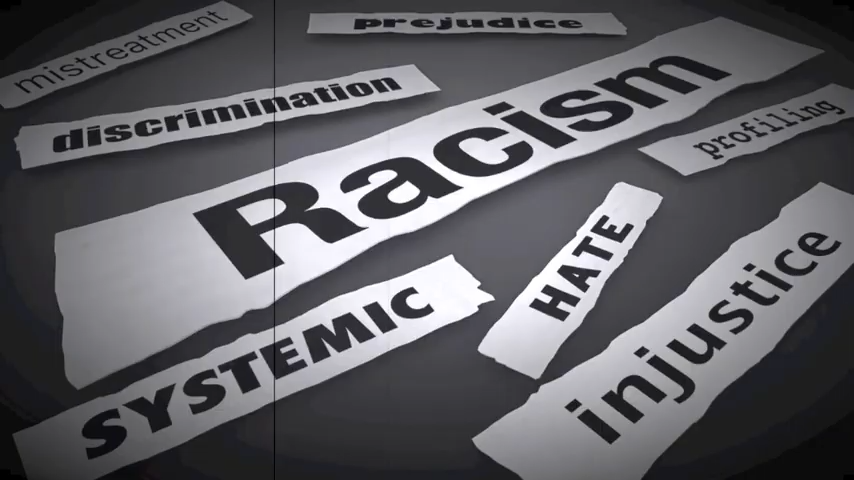 mistreatment
prejudice
discrimination
Racism
profiling
HATE
SYSTEMIC
injustice